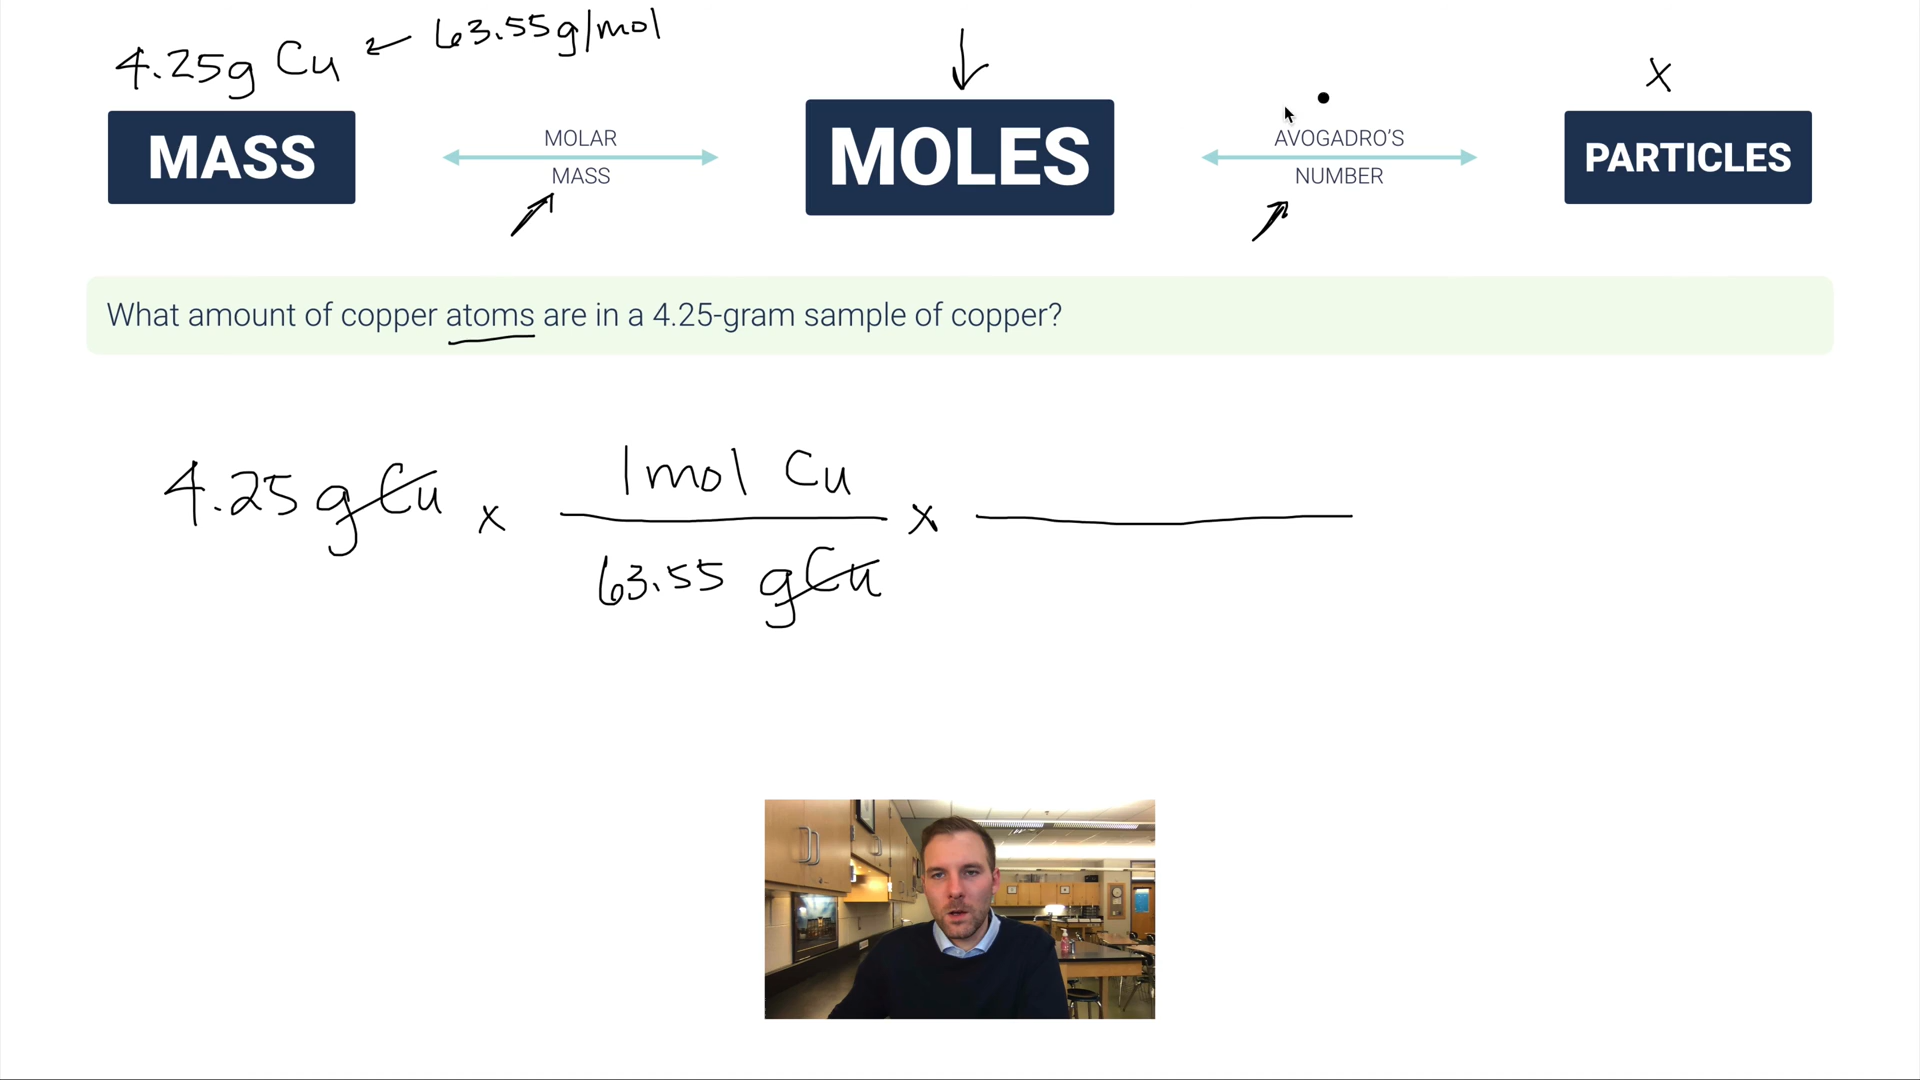 4.25g Cu ← 63.55g/mol
↓
x
MASS
MOLAR
MASS
MOLES
AVOGADRO'S
NUMBER
PARTICLES
What amount of copper atoms are in a 4.25-gram sample of copper?
4.25 g Cu x
1 mol Cu
63.55 g Cu
x